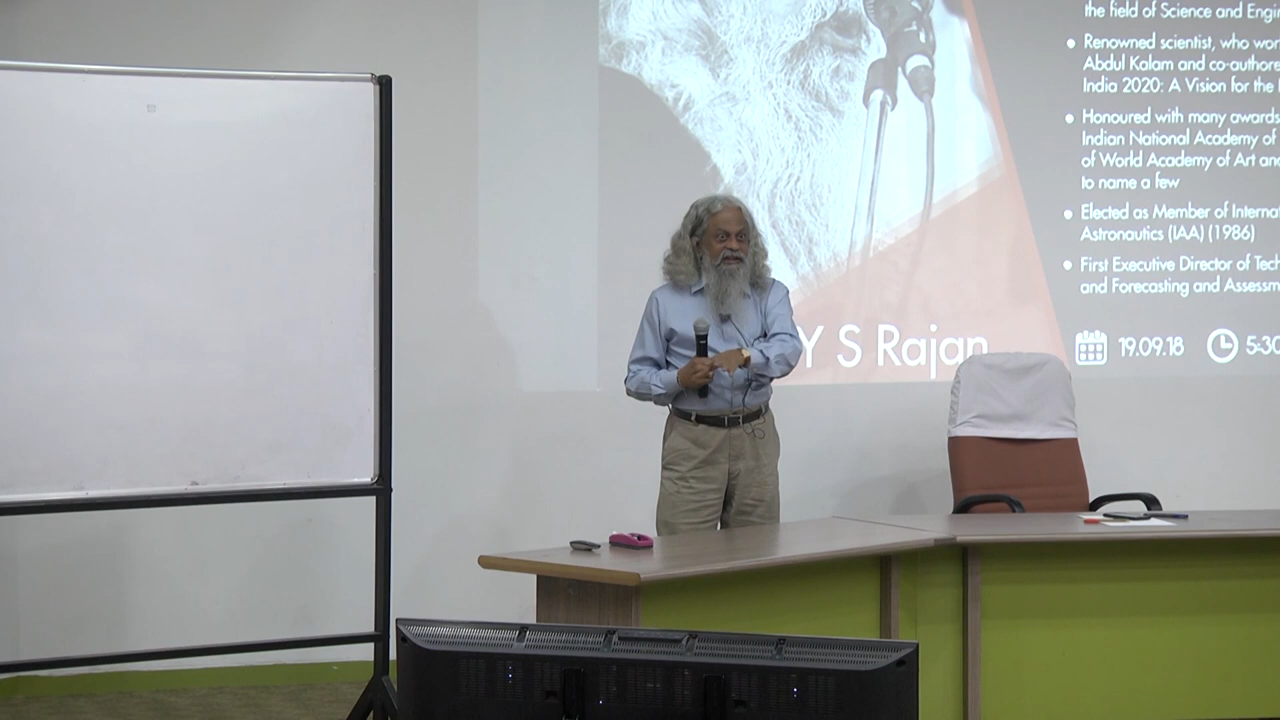 the field of Science and Engin
Renowned scientist, who wor
Abdul Kalam and co-authore
India 2020: A Vision for the
Honoured with many awards
Indian National Academy of
of World Academy of Art and
to name a few
Elected as Member of Internat
Astronautics (IAA) (1986)
First Executive Director of Tech
and Forecasting and Assessm
Y S Rajan
19.09.18
5:30